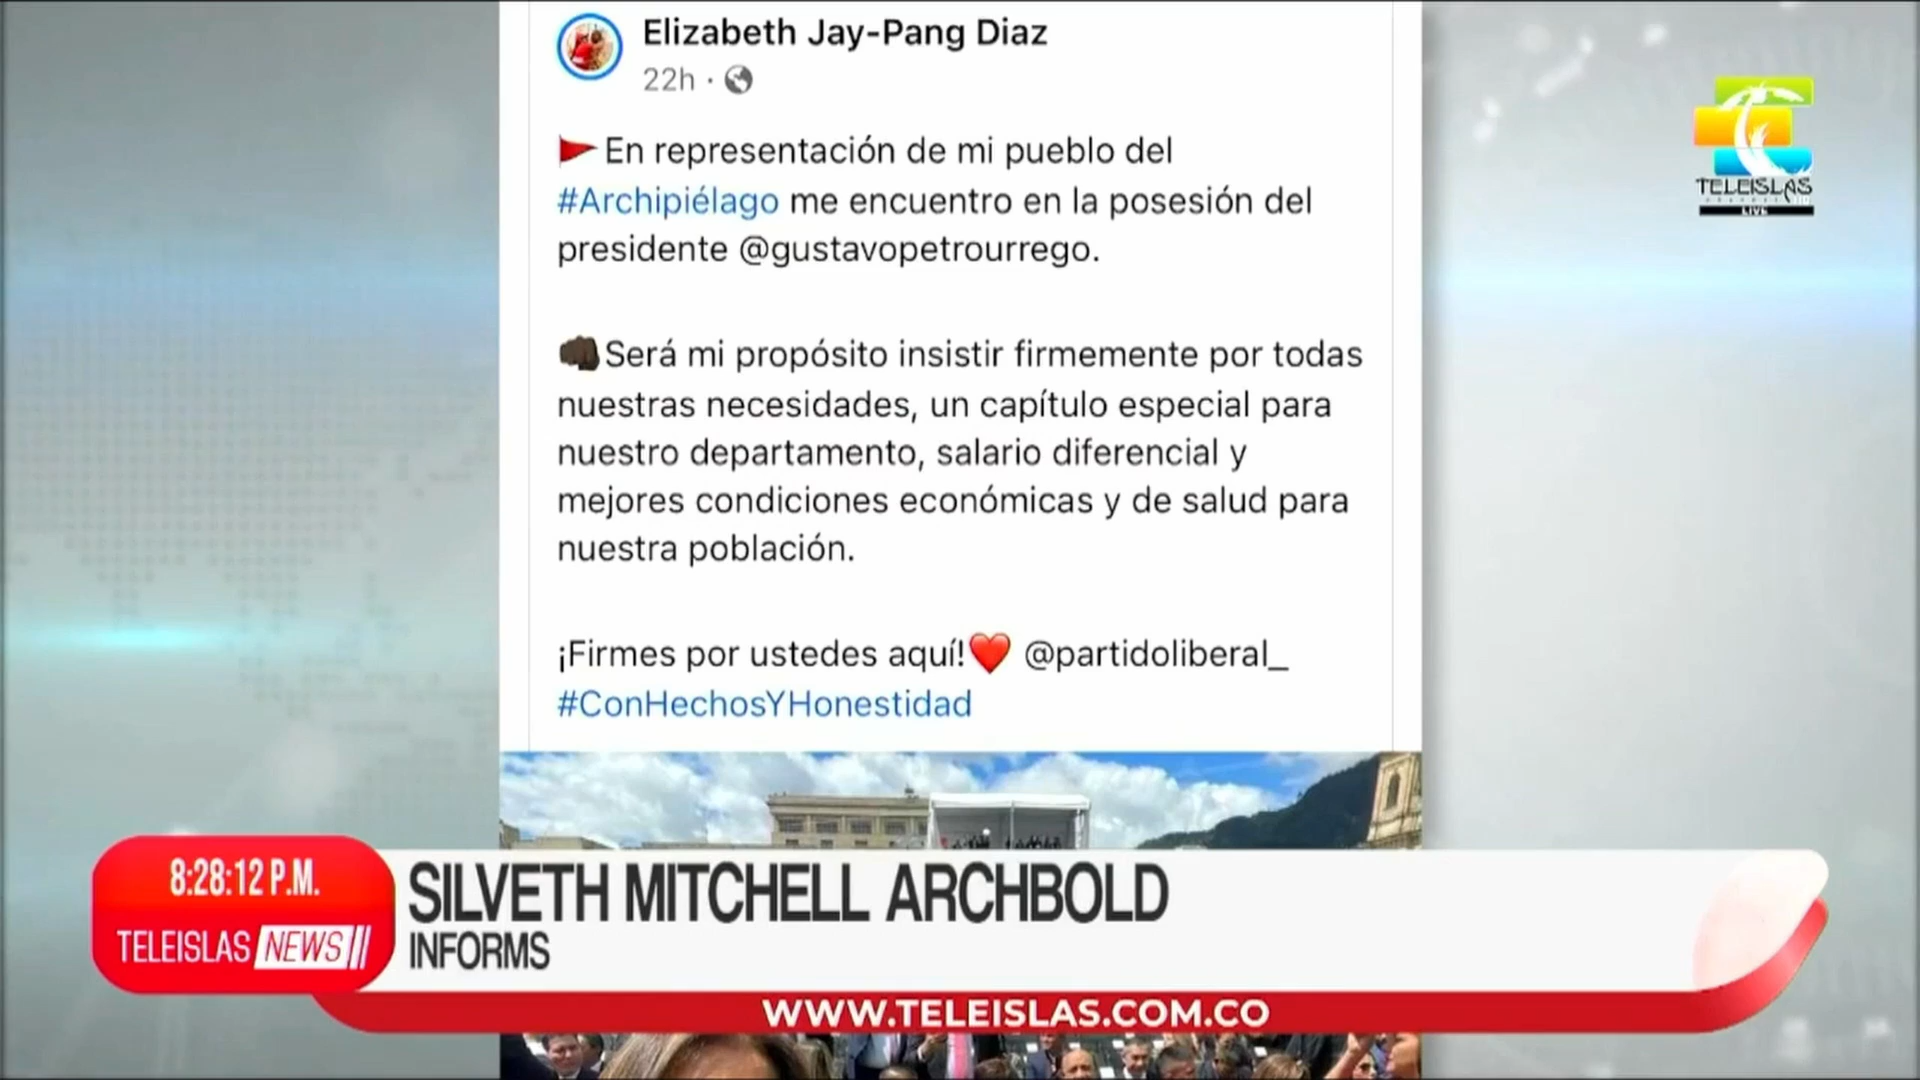 Elizabeth Jay-Pang Diaz
22h ·
En representación de mi pueblo del
#Archipiélago me encuentro en la posesión del
presidente @gustavopetrourrego.
Será mi propósito insistir firmemente por todas
nuestras necesidades, un capítulo especial para
nuestro departamento, salario diferencial y
mejores condiciones económicas y de salud para
nuestra población.
¡Firmes por ustedes aquí!❤️ @partidoliberal_
#ConHechosYHonestidad
TELEISLAS
LIVE
8:28:12 P.M.
TELEISLAS NEWS
SILVETH MITCHELL ARCHBOLD
INFORMS
WWW.TELEISLAS.COM.CO